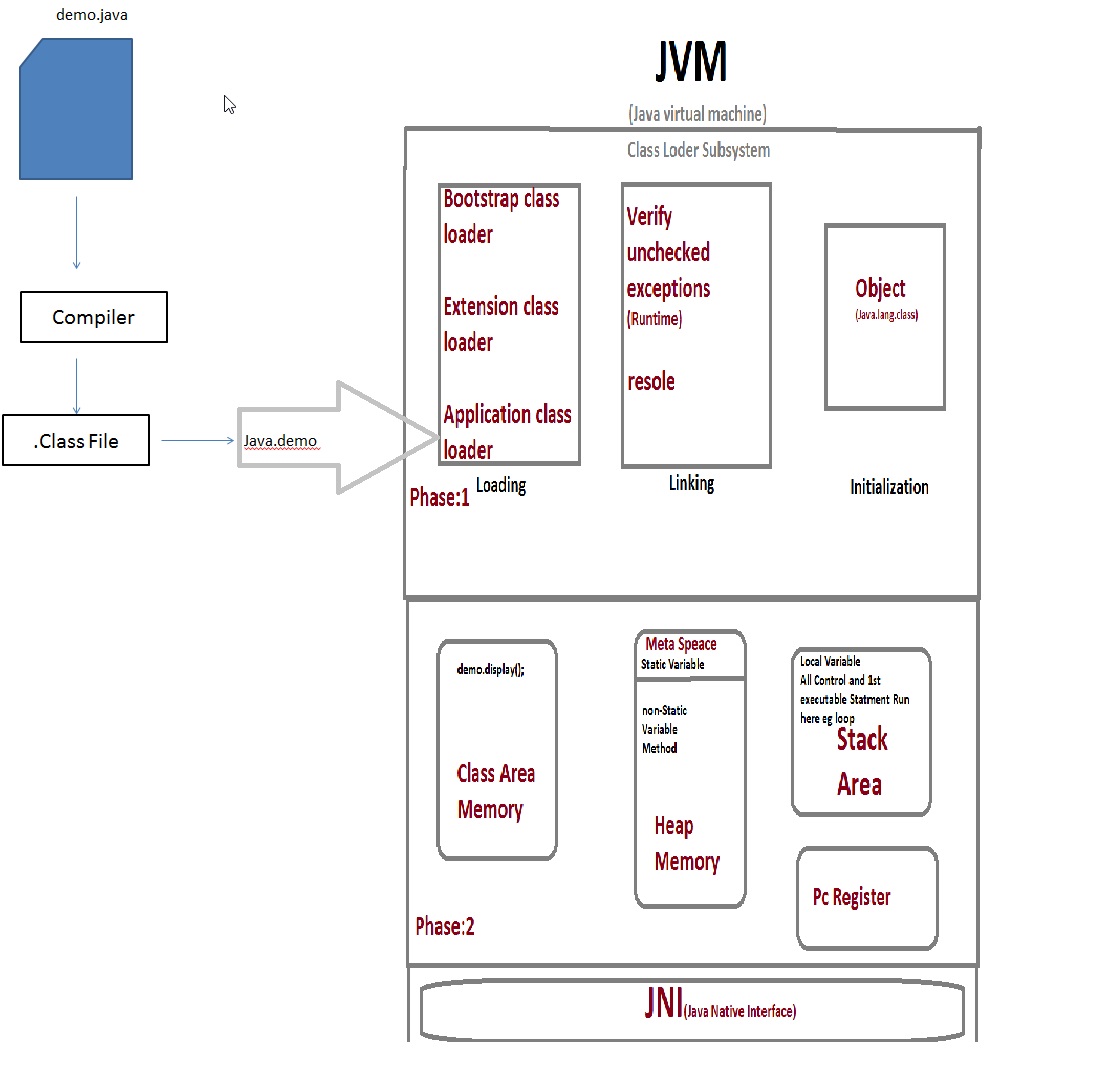 demo.java
Compiler
.Class File
Java.demo
JVM
(Java virtual machine)
Class Loder Subsystem
Bootstrap class
loader
Extension class
loader
Application class
loader
Loading
Phase:1
Verify
unchecked
exceptions
(Runtime)
resole
Linking
Object
(Java.lang.class)
Initialization
demo.display();
Class Area
Memory
Meta Speace
Static Variable
non-Static
Variable
Method
Heap
Memory
Local Variable
All Control and 1st
executable Statment Run
here eg loop
Stack
Area
Pc Register
Phase:2
JNI(Java Native Interface)